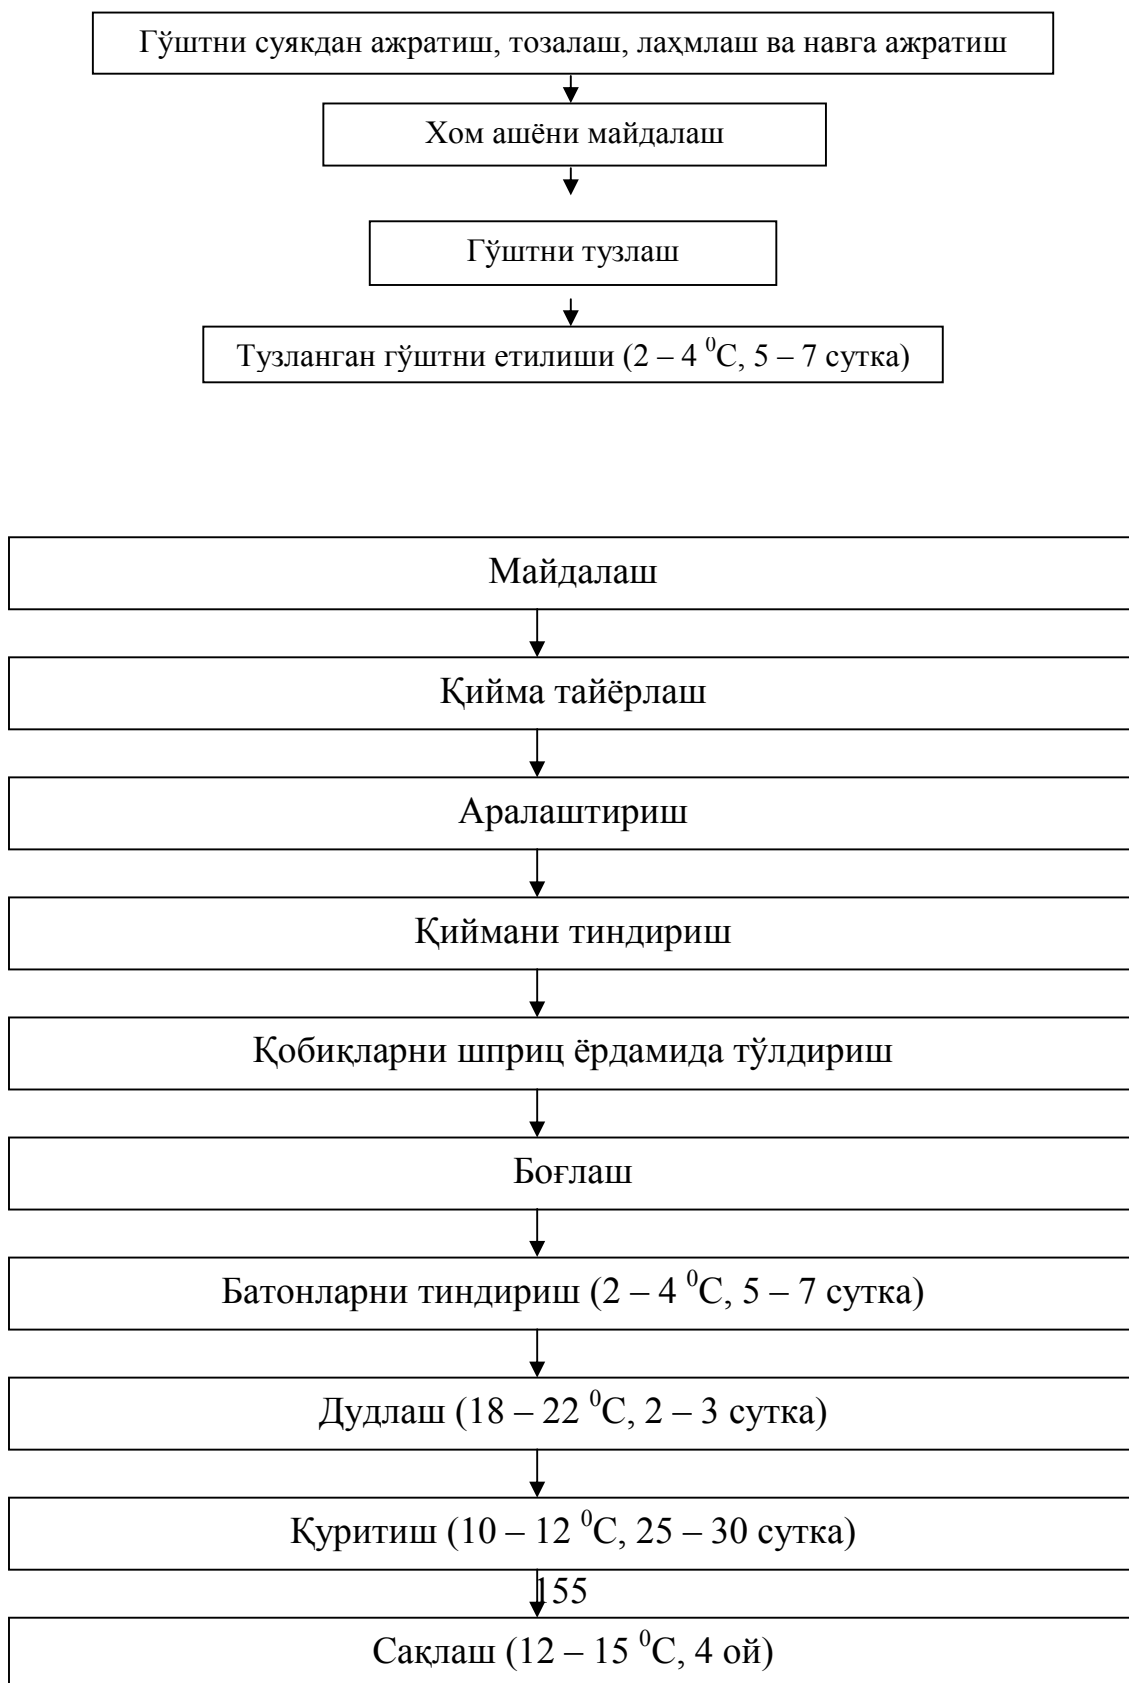 Гўштни суякдан ажратиш, тозалаш, лаҳмлаш ва навга ажратиш
Хом ашёни майдалаш
Гўштни тузлаш
Тузланган гўштни етилиши (2 – 4 ⁰С, 5 – 7 сутка)
Майдалаш
Қийма тайёрлаш
Аралаштириш
Қиймани тиндириш
Қобиқларни шприц ёрдамида тўлдириш
Боғлаш
Батонларни тиндириш (2 – 4 ⁰С, 5 – 7 сутка)
Дудлаш (18 – 22 ⁰С, 2 – 3 сутка)
Қуритиш (10 – 12 ⁰С, 25 – 30 сутка)
155
Сақлаш (12 – 15 ⁰С, 4 ой)